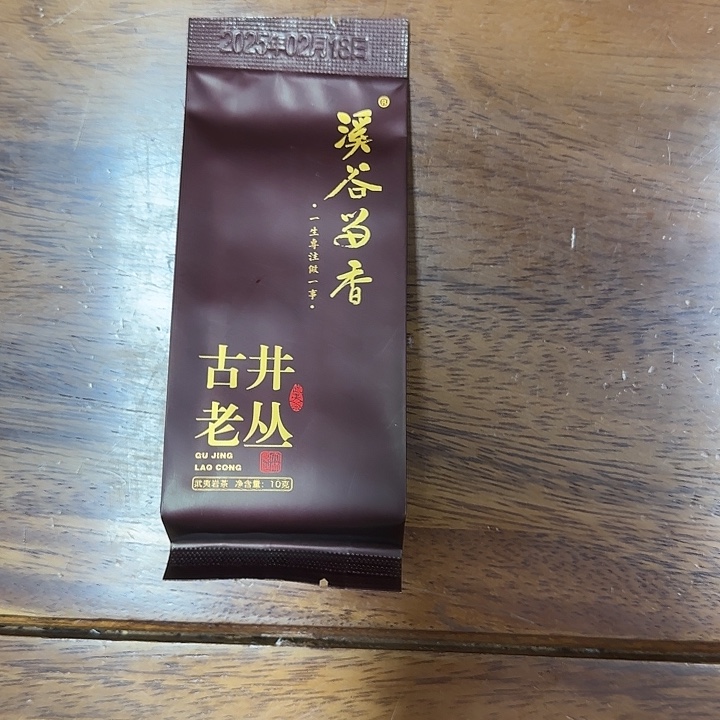 2025年02月18日
溪谷留香
·一生专注做一事·
古井
老丛
GU JING
LAO CONG
武夷岩茶 净含量：10克